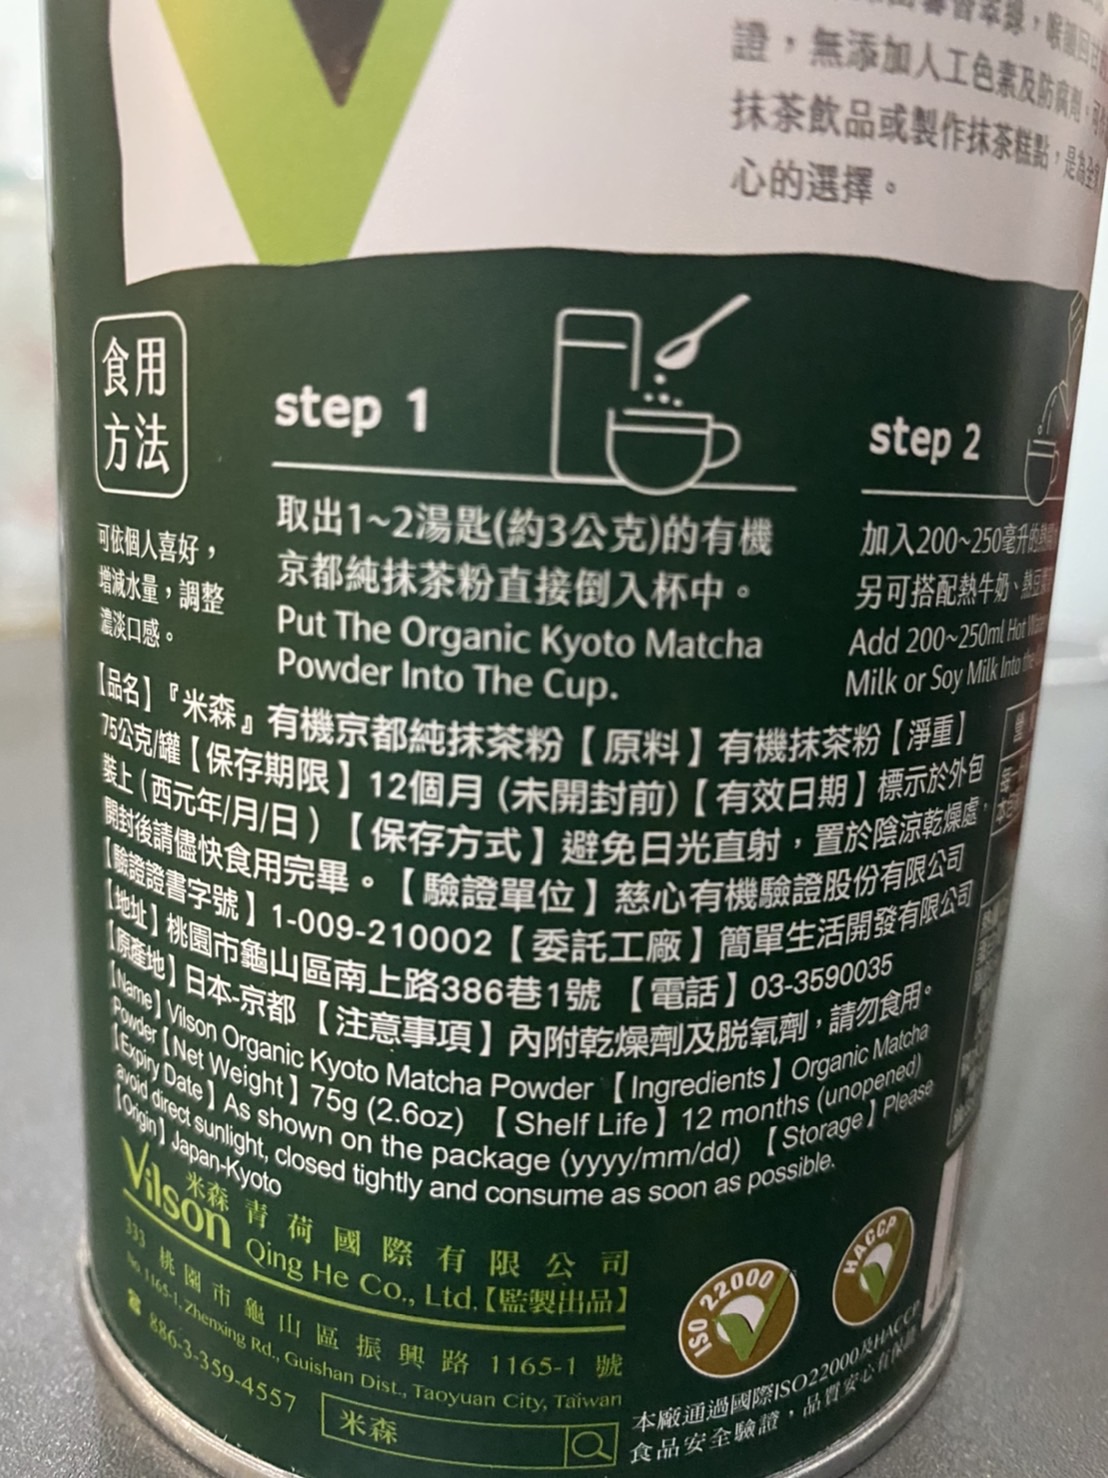 證，無添加人工色素及防腐劑，
抹茶飲品或製作抹茶糕點，是為全
心的選擇。
食用
方法
可依個人喜好，
增減水量，調整
濃淡口感。
step 1
取出1~2湯匙(約3公克)的有機
京都純抹茶粉直接倒入杯中。
Put The Organic Kyoto Matcha
Powder Into The Cup.
step 2
加入200~250毫升的熱
另可搭配熱牛奶、熱豆
Add 200~250ml Hot
Milk or Soy Milk Into the
【品名】『米森』有機京都純抹茶粉【原料】有機抹茶粉【淨重】
75公克/罐【保存期限】12個月 (未開封前)【有效日期】標示於外包
裝上 (西元年/月/日) 【保存方式】避免日光直射，置於陰涼乾燥處，
開封後請儘快食用完畢。【驗證單位】慈心有機驗證股份有限公司
【驗證證書字號】1-009-210002【委託工廠】簡單生活開發有限公司
【地址】桃園市龜山區南上路386巷1號 【電話】03-3590035
【原產地】日本-京都 【注意事項】內附乾燥劑及脫氧劑，請勿食用。
【Name】Vilson Organic Kyoto Matcha Powder 【Ingredients】Organic Matcha
Powder【Net Weight】75g (2.6oz) 【Shelf Life】12 months (unopened)
【Expiry Date】As shown on the package (yyyy/mm/dd) 【Storage】Please
avoid direct sunlight, closed tightly and consume as soon as possible.
【Origin】Japan-Kyoto
Vilson
米森 青荷國際有限公司
Qing He Co., Ltd.【監製出品】
333 桃園市龜山區振興路 1165-1 號
No. 1165-1, Zhenxing Rd., Guishan Dist., Taoyuan City, Taiwan
☎ 886-3-359-4557
米森
ISO 22000
HACCP
本廠通過國際ISO22000及HACCP
食品安全驗證，品質安心有保證